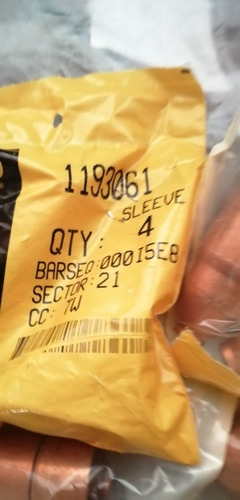 1193061
SLEEVE
QTY: 4
BARSEQ:00015E8
SECTOR:21
CC: 7W